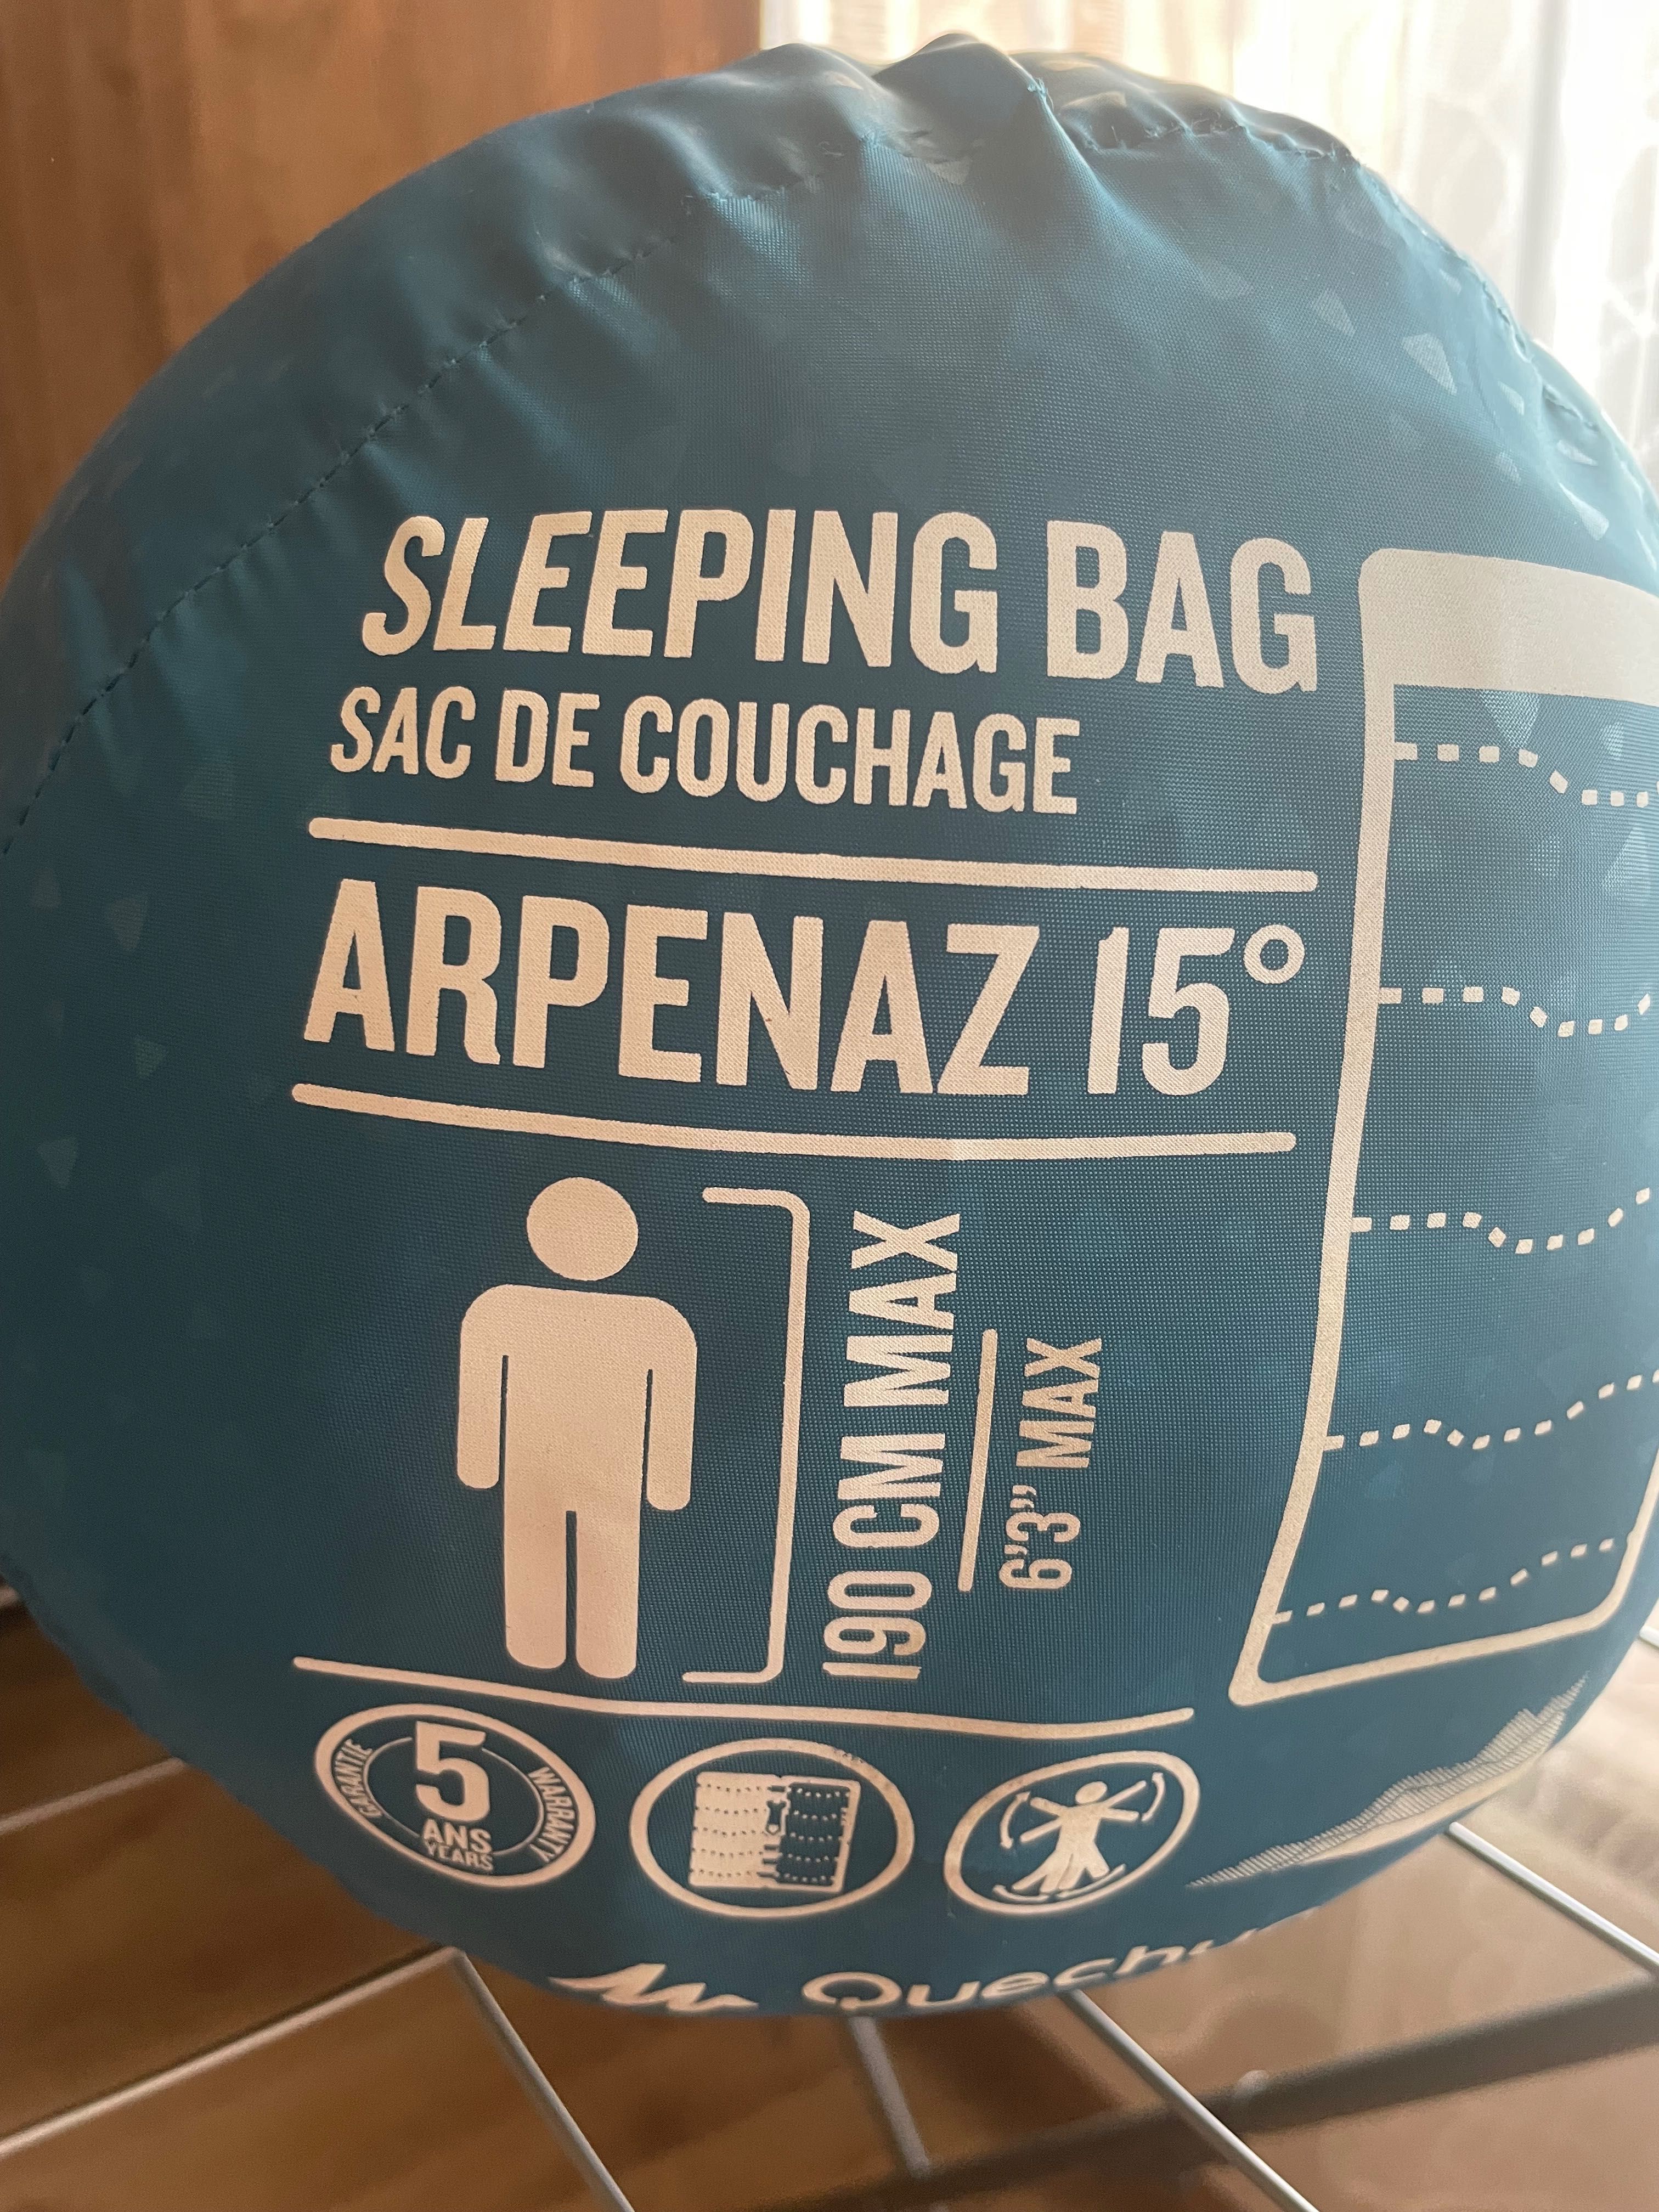 SLEEPING BAG
SAC DE COUCHAGE
ARPENAZ 15°
190 CM MAX
6'3" MAX
GARANTIE
5
ANS
YEARS
WARRANTY